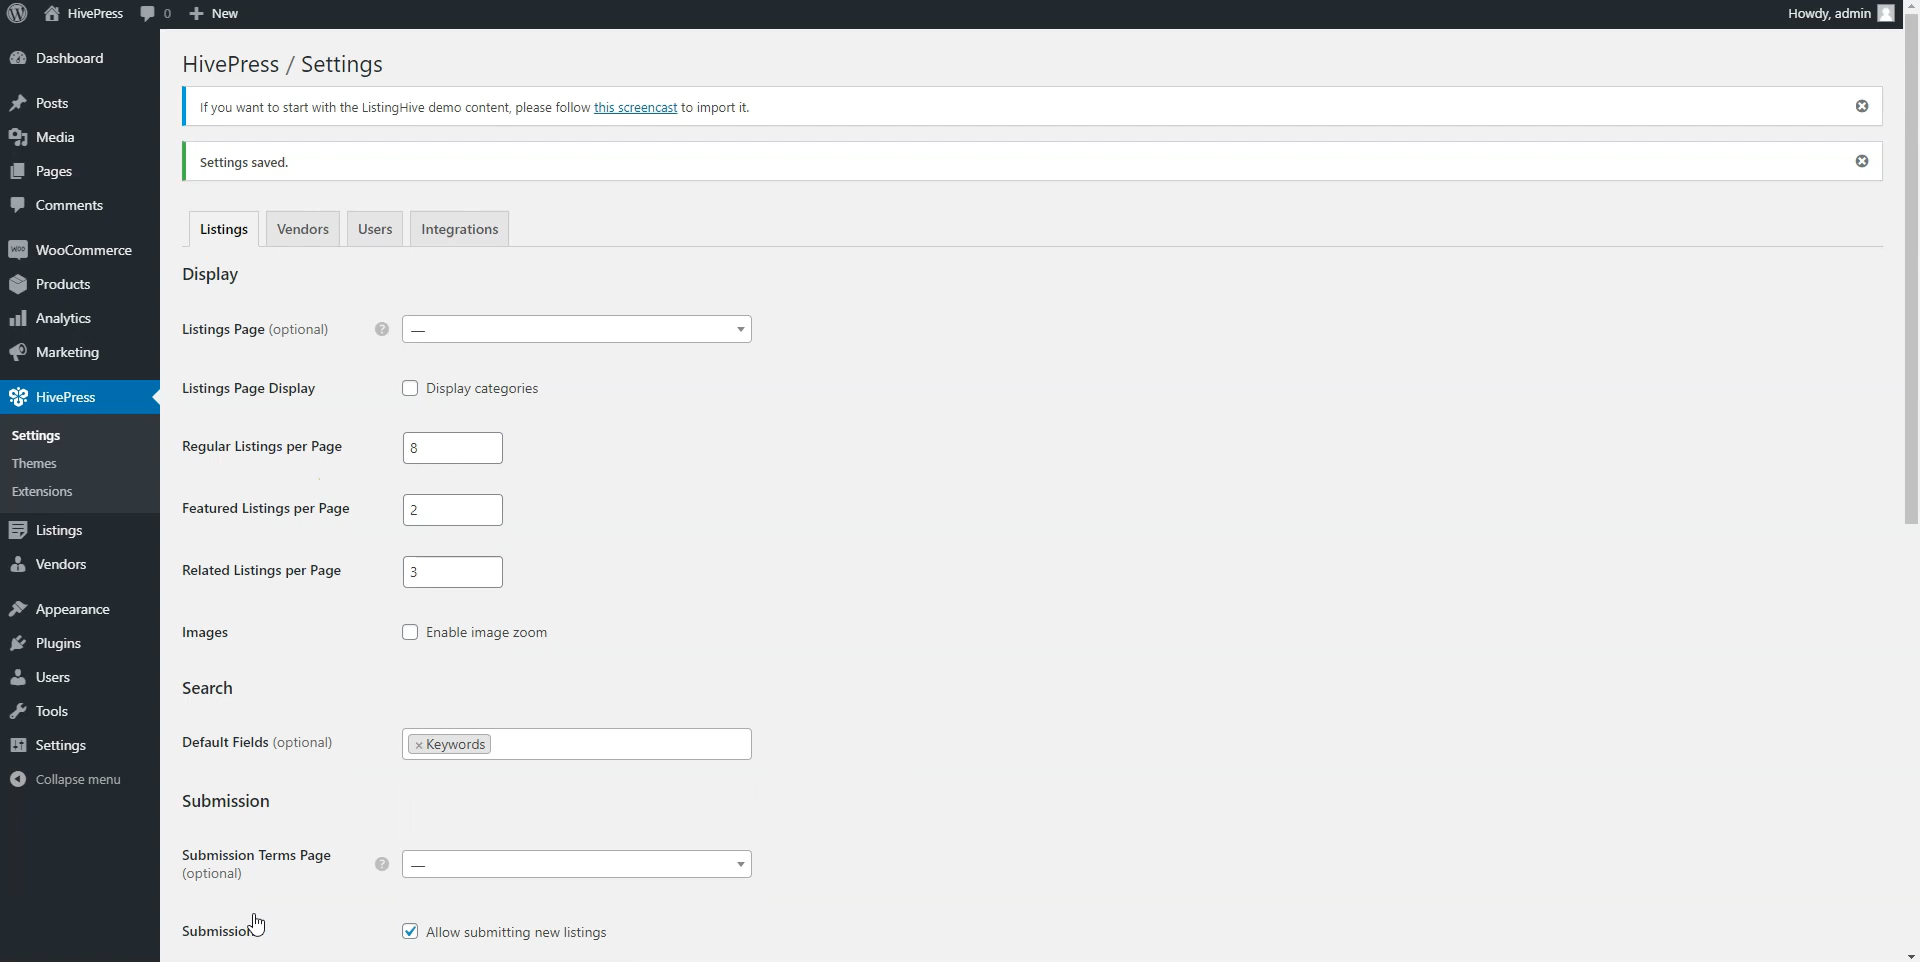 HivePress 0 New Howdy, admin
Dashboard
Posts
Media
Pages
Comments
WOO WooCommerce
Products
Analytics
Marketing
HivePress
Settings
Themes
Extensions
Listings
Vendors
Appearance
Plugins
Users
Tools
Settings
Collapse menu
HivePress / Settings
If you want to start with the ListingHive demo content, please follow this screencast to import it.
Settings saved.
Listings Vendors Users Integrations
Display
Listings Page (optional) ? —
Listings Page Display Display categories
Regular Listings per Page 8
Featured Listings per Page 2
Related Listings per Page 3
Images Enable image zoom
Search
Default Fields (optional) × Keywords
Submission
Submission Terms Page ? —
(optional)
Submission Allow submitting new listings